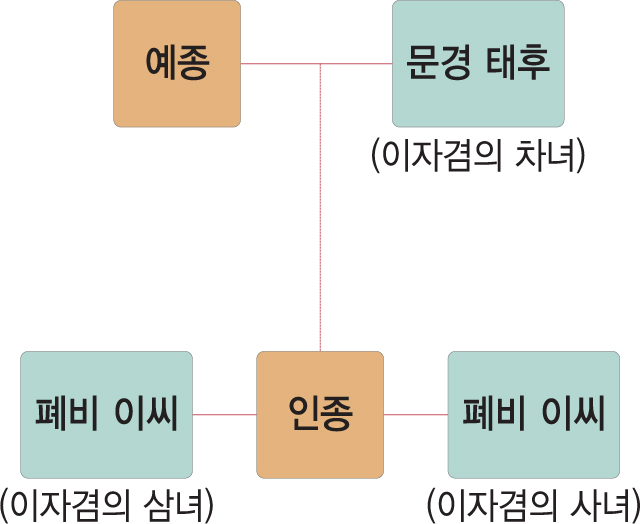 예종
문경 태후
(이자겸의 차녀)
폐비 이씨
인종
폐비 이씨
(이자겸의 삼녀)
(이자겸의 사녀)